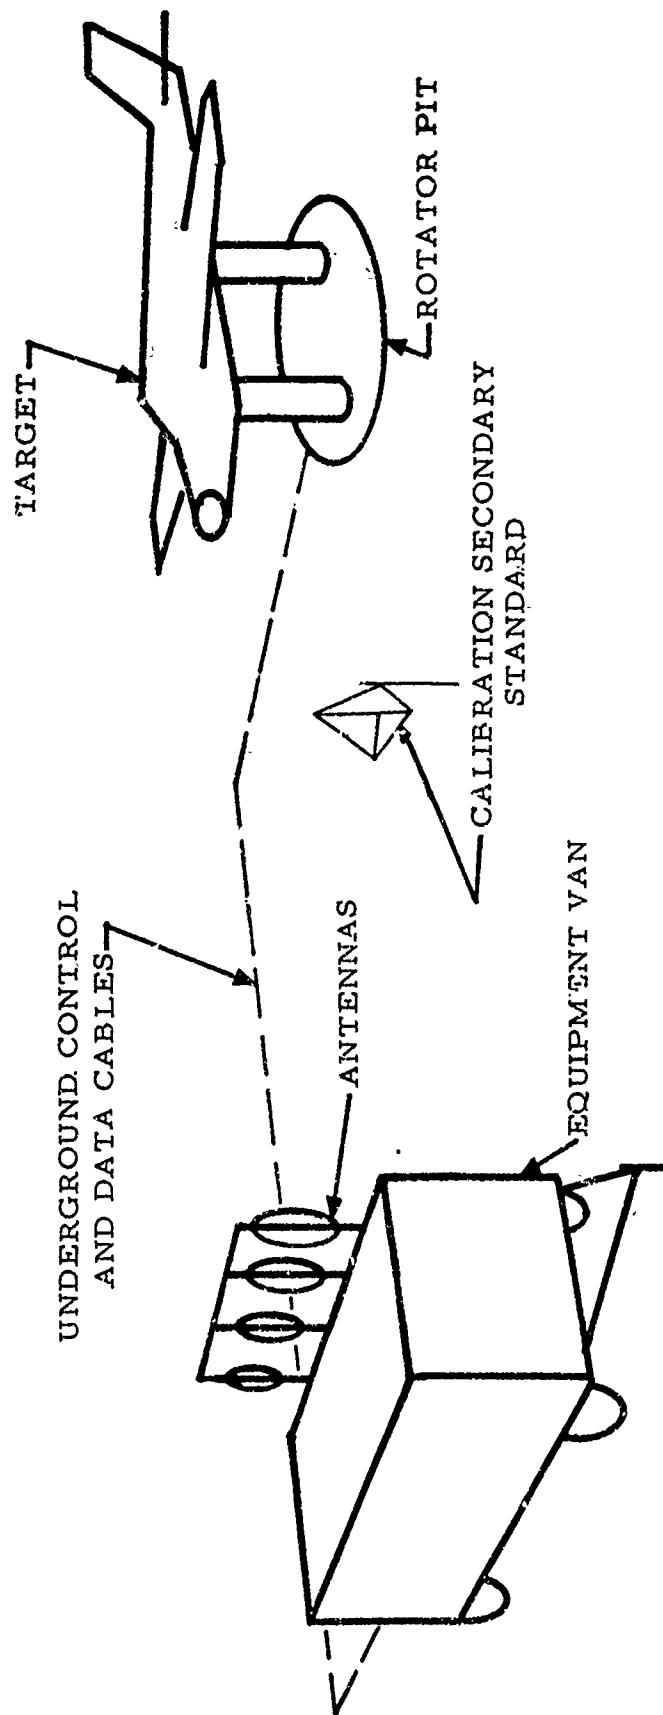 UNDERGROUND CONTROL
AND DATA CABLES
TARGET
ANTENNAS
ROTATOR PIT
CALIBRATION SECONDARY
STANDARD
EQUIPMENT VAN